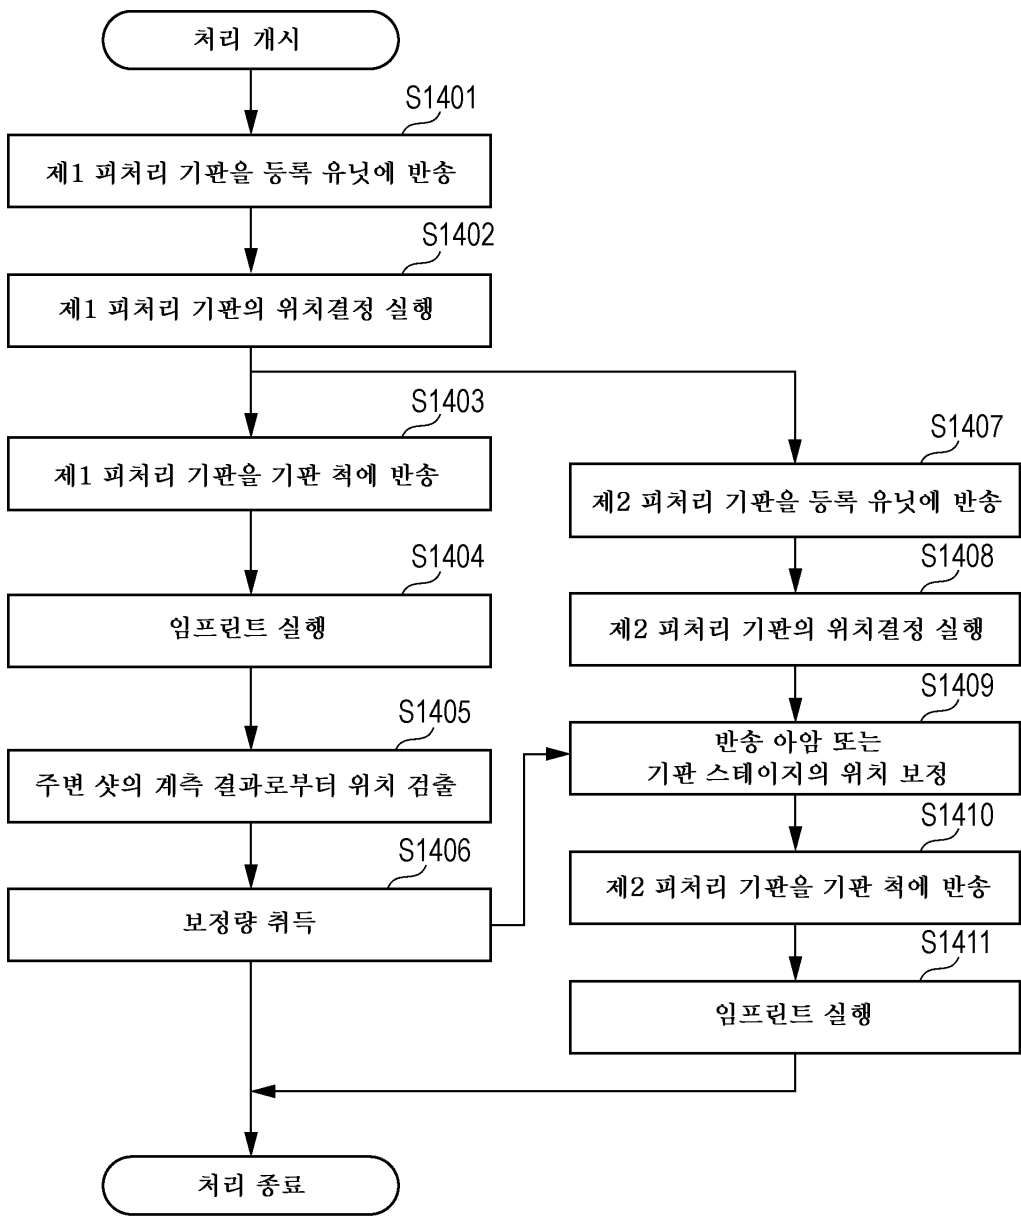 처리 개시
S1401
제1 피처리 기판을 등록 유닛에 반송
S1402
제1 피처리 기판의 위치결정 실행
S1403
제1 피처리 기판을 기판 척에 반송
S1404
임프린트 실행
S1405
주변 샷의 계측 결과로부터 위치 검출
S1406
보정량 취득
S1407
제2 피처리 기판을 등록 유닛에 반송
S1408
제2 피처리 기판의 위치결정 실행
S1409
반송 아암 또는
기판 스테이지의 위치 보정
S1410
제2 피처리 기판을 기판 척에 반송
S1411
임프린트 실행
처리 종료